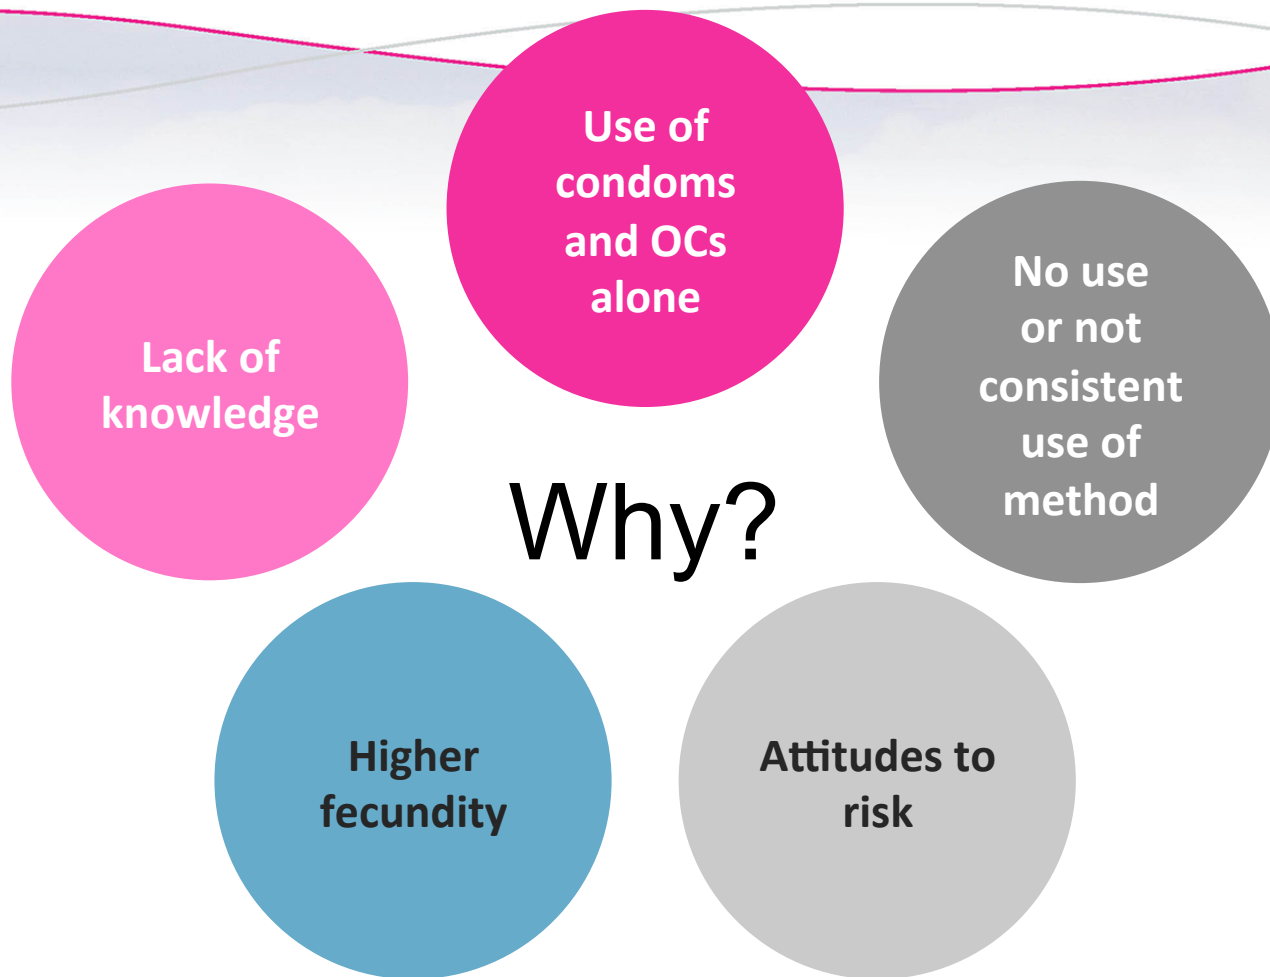 Use of
condoms
and OCs
alone
Lack of
knowledge
No use
or not
consistent
use of
method
Why?
Higher
fecundity
Attitudes to
risk